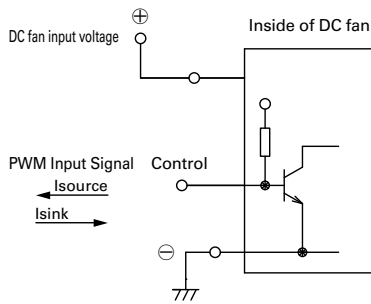 Inside of DC fan
⊕
DC fan input voltage
PWM Input Signal
Control
Isource
Isink
⊖